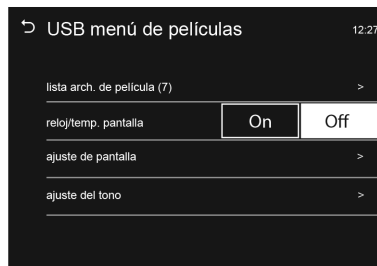 USB menú de películas 12:27
lista arch. de película (7) >
reloj/temp. pantalla On Off
ajuste de pantalla >
ajuste del tono >